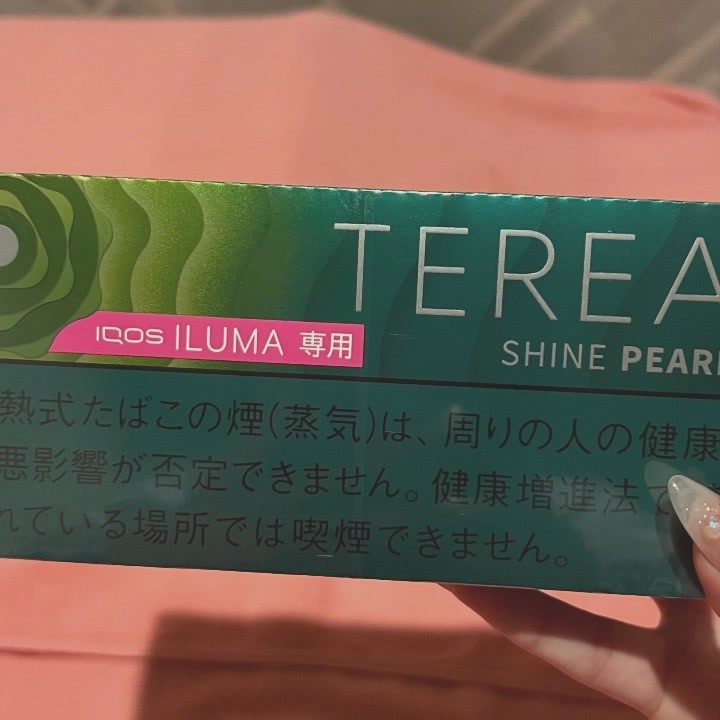 TEREA
IQOS ILUMA 専用
SHINE PEARL
熱式たばこの煙(蒸気)は、周りの人の健康
悪影響が否定できません。健康増進法で
れている場所では喫煙できません。